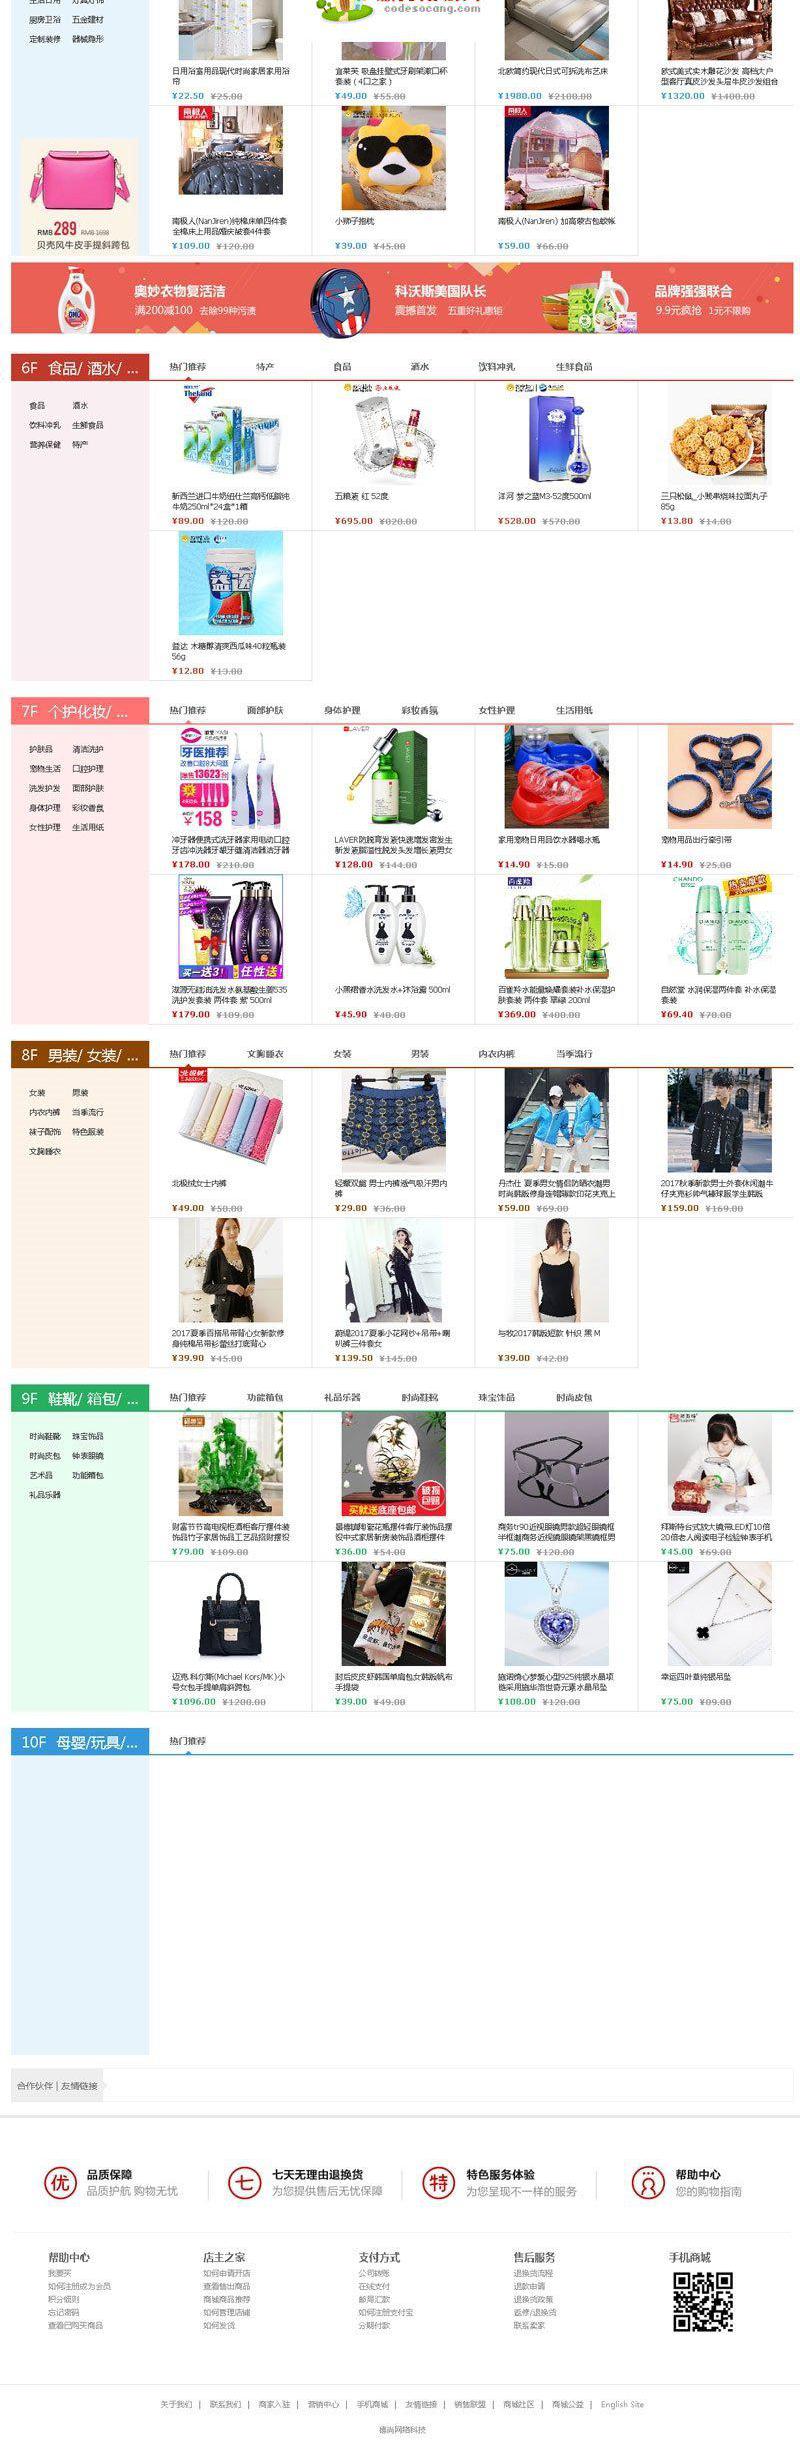 厨房卫浴 五金建材
定制装修 器械隐形
codesocang.com
日用浴室用品现代时尚家居家用浴帘
¥22.50 ¥25.00
宜莱芙 吸盘挂壁式牙刷架漱口杯套装（4口之家）
¥49.00 ¥55.00
北欧简约现代日式可拆洗布艺床
¥1980.00 ¥2100.00
欧式美式实木雕花沙发 高档大户型客厅真皮沙发头层牛皮沙发组合
¥1320.00 ¥1400.00
RMB 289 RMB 1698
贝壳风牛皮手提斜跨包
南极人(NanJiren)纯棉床单四件套 全棉床上用品婚庆被套4件套
¥109.00 ¥120.00
小狮子抱枕
¥39.00 ¥45.00
南极人(NanJiren) 加高蒙古包蚊帐
¥59.00 ¥66.00
奥妙衣物复活洁
满200减100 去除99种污渍
科沃斯美国队长
震撼首发 五重好礼惠钜
品牌强强联合
9.9元疯抢 1元不限购
6F 食品/ 酒水/ ...
热门推荐 特产 食品 酒水 饮料冲乳 生鲜食品
食品 酒水
饮料冲乳 生鲜食品
营养保健 特产
Theland
新西兰进口牛奶纽仕兰高钙低脂纯牛奶250ml*24盒*1箱
¥89.00 ¥120.00
五粮液 红 52度
¥695.00 ¥820.00
洋河 梦之蓝M3-52度500ml
¥528.00 ¥570.00
三只松鼠_小贱串烧味拉面丸子85g
¥13.80 ¥14.00
益达 木糖醇清爽西瓜味40粒瓶装56g
¥12.80 ¥13.00
7F 个护化妆/ ...
热门推荐 面部护肤 身体护理 彩妆香氛 女性护理 生活用纸
护肤品 清洁洗护
宠物生活 口腔护理
洗发护发 面部护肤
身体护理 彩妆香氛
女性护理 生活用纸
牙医推荐
改善口腔8大问题
13623
¥158
冲牙器便携式洗牙器家用电动口腔牙齿冲洗器牙龈牙缝清洁器洁牙器
¥178.00 ¥210.00
LAVER
LAVER防脱育发液快速增发密发生新发液脂溢性脱发头发增长液男女
¥128.00 ¥144.00
家用宠物日用品饮水器喝水瓶
¥14.90 ¥15.00
宠物用品出行牵引带
¥14.90 ¥25.00
买一送3! 任性送!
滋源无硅油洗发水氨基酸生姜535洗护发套装 两件套 紫 500ml
¥179.00 ¥189.00
小黑裙香水洗发水+沐浴露 500ml
¥45.90 ¥48.00
百雀羚水能量焕耀套装补水保湿护肤套装 两件套 草绿 200ml
¥369.00 ¥400.00
CHANDO
自然堂 水润保湿两件套 补水保湿套装
¥69.40 ¥78.00
8F 男装/ 女装/ ...
热门推荐 文胸睡衣 女装 男装 内衣内裤 当季流行
女装 男装
内衣内裤 当季流行
袜子配饰 特色服装
文胸睡衣
北极绒女士内裤
¥49.00 ¥58.00
¥29.80 ¥36.00
丹杰仕 夏季男女情侣防晒衣潮男时尚韩版修身连帽薄款印花夹克上
¥59.00 ¥69.00
2017秋季新款男士外套休闲潮牛仔夹克衫帅气棒球服学生韩版
¥159.00 ¥169.00
2017夏季百搭吊带背心女新款修身纯棉吊带衫蕾丝打底背心
¥39.90 ¥45.00
蔚缇2017夏季小花网纱+吊带+喇叭裤三件套女
¥139.50 ¥145.00
与牧2017韩版短款 针织 黑 M
¥39.00 ¥42.00
9F 鞋靴/ 箱包/ ...
热门推荐 功能箱包 礼品乐器 时尚鞋靴 珠宝饰品 时尚皮包
时尚鞋靴 珠宝饰品
时尚皮包 钟表眼镜
艺术品 功能箱包
礼品乐器
财富节节高电视柜酒柜客厅摆件装饰品竹子家居饰品工艺品招财摆设
¥79.00 ¥109.00
破损包赔
买就送底座包邮
景德镇陶瓷花瓶摆件客厅装饰品摆设中式家居新房装饰品酒柜摆件
¥36.00 ¥54.00
商务tr90近视眼镜男款超轻眼镜框半框潮商务近视镜眼镜架黑镜框男
¥75.00 ¥120.00
拜斯特台式放大镜带LED灯10倍20倍老人阅读电子检验钟表手机
¥45.00 ¥69.00
迈克.科尔斯(Michael Kors/MK)小号女包手提单肩斜跨包
¥1096.00 ¥1200.00
封后皮皮虾韩国单肩包女韩版帆布手提袋
¥39.00 ¥49.00
施诺倚心梦爱心型925纯银水晶项链采用施华洛世奇元素水晶吊坠
¥108.00 ¥120.00
幸运四叶草纯银吊坠
¥75.00 ¥89.00
10F 母婴/玩具/...
热门推荐
合作伙伴 | 友情链接
优 品质保障
品质护航 购物无忧
七 七天无理由退换货
为您提供售后无忧保障
特 特色服务体验
为您呈现不一样的服务
帮助中心
您的购物指南
帮助中心 店主之家 支付方式 售后服务 手机商城
我要买 如何申请开店 公司转账 退换货流程
如何注册成为会员 查看售出商品 在线支付 退款申请
积分细则 商城商品推荐 邮局汇款 退换货政策
忘记密码 如何管理店铺 如何注册支付宝 返修/退换货
查看已购买商品 如何发货 分期付款 联系卖家
关于我们 | 联系我们 | 商家入驻 | 营销中心 | 手机商城 | 友情链接 | 销售联盟 | 商城社区 | 商城公益 | English Site